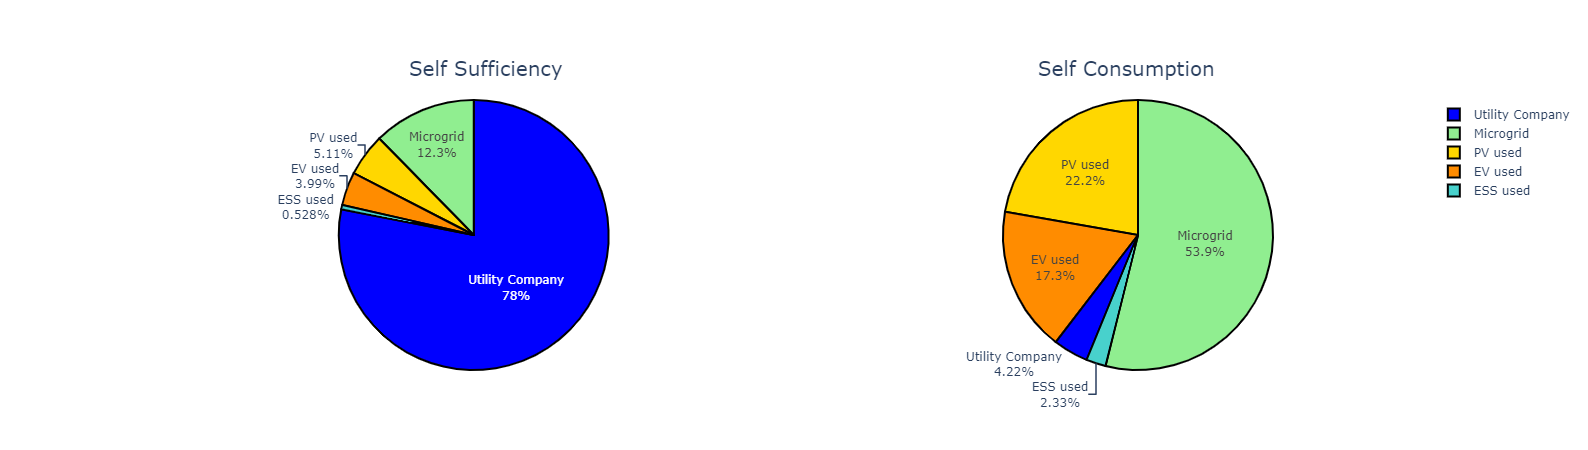 Self Sufficiency
Microgrid
12.3%
PV used
5.11%
EV used
3.99%
ESS used
0.528%
Utility Company
78%
Self Consumption
PV used
22.2%
Microgrid
53.9%
EV used
17.3%
Utility Company
4.22%
ESS used
2.33%
Utility Company
Microgrid
PV used
EV used
ESS used